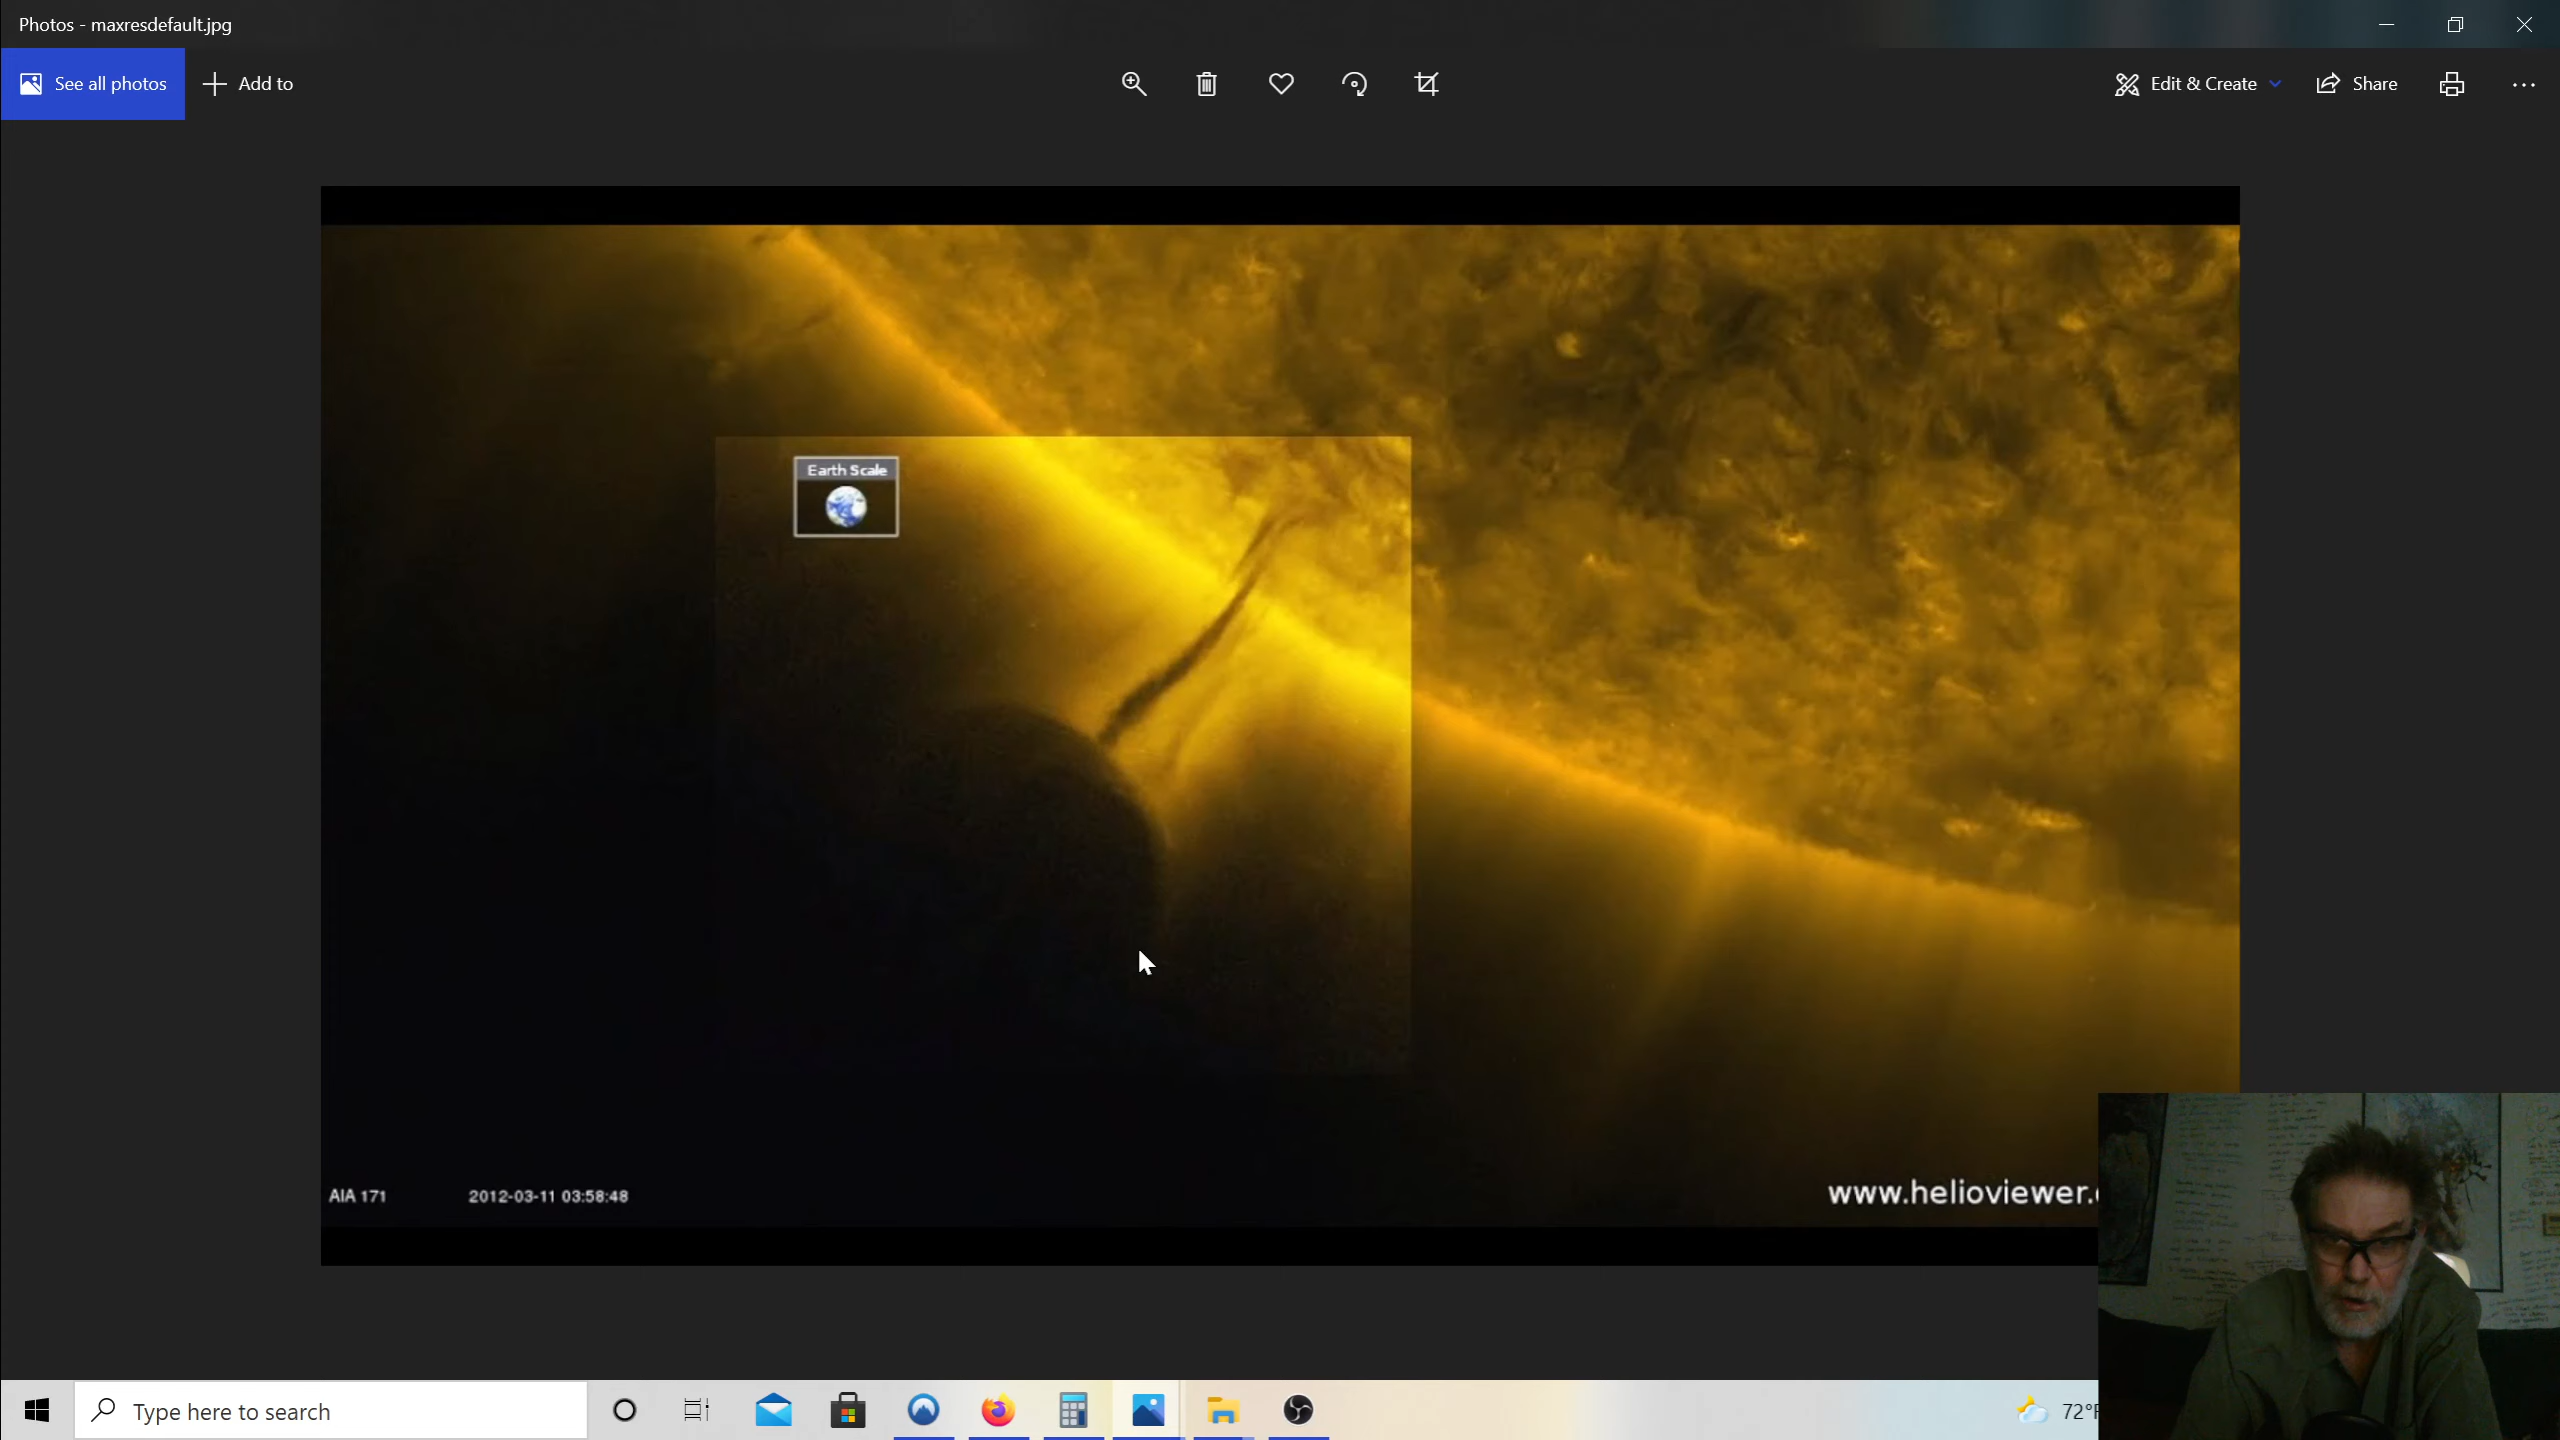 Photos - maxresdefault.jpg
See all photos
Add to
Edit & Create
Share
Earth Scale
AIA 171
2012-03-11 03:58:48
www.helioviewer.
Type here to search
72°F